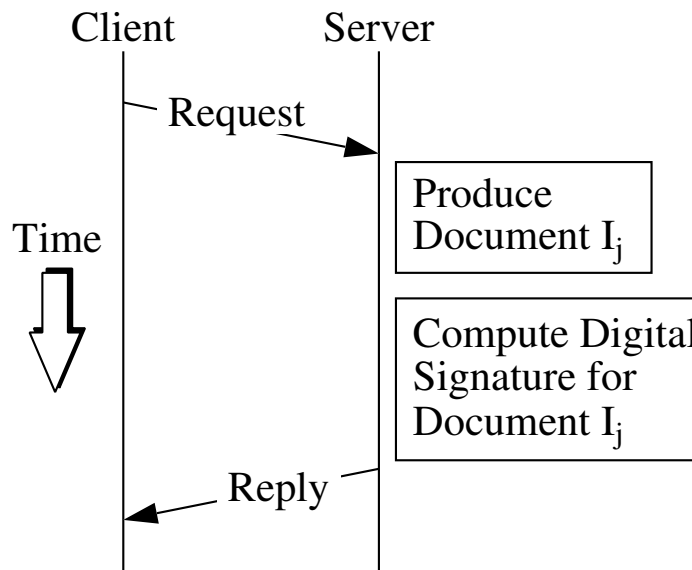 Client
Server
Request
Produce
Document I_j
Time
Compute Digital
Signature for
Document I_j
Reply